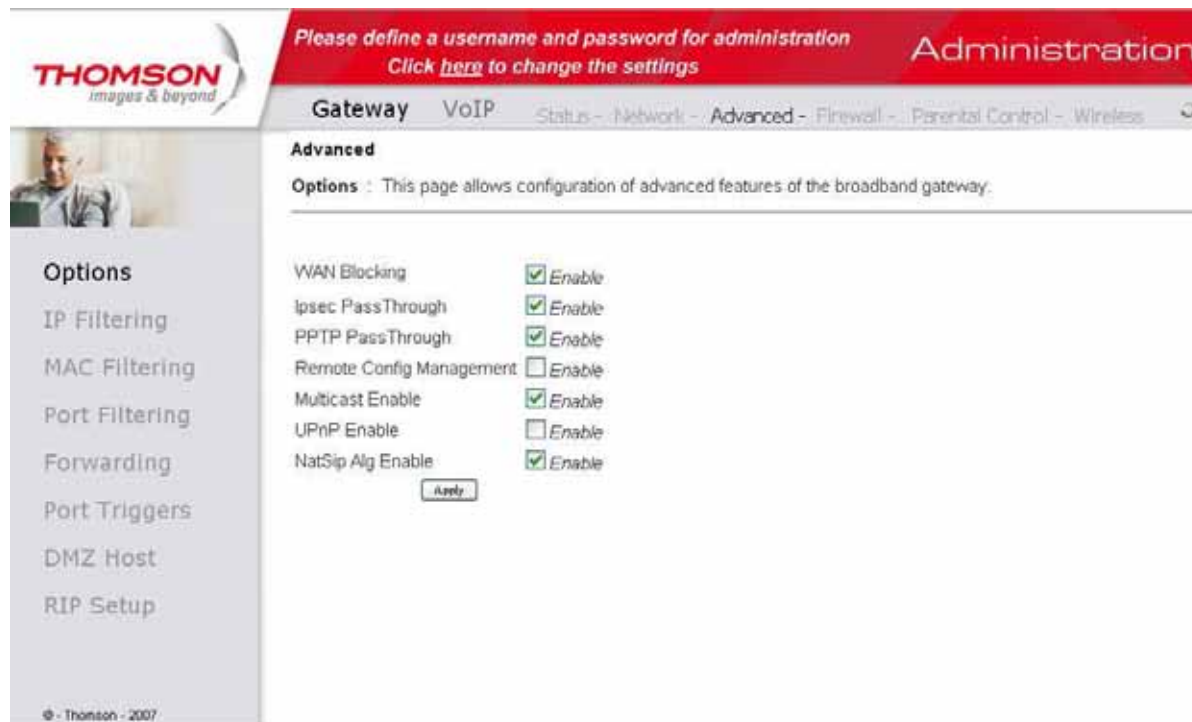 THOMSON
images & beyond
Please define a username and password for administration
Click here to change the settings
Administration
Gateway VoIP Status - Network - Advanced - Firewall - Parental Control - Wireless
Advanced
Options : This page allows configuration of advanced features of the broadband gateway.
Options
IP Filtering
MAC Filtering
Port Filtering
Forwarding
Port Triggers
DMZ Host
RIP Setup
WAN Blocking Enable
Ipsec PassThrough Enable
PPTP PassThrough Enable
Remote Config Management Enable
Multicast Enable Enable
UPnP Enable Enable
NatSip Alg Enable Enable
Apply
© - Thomson - 2007